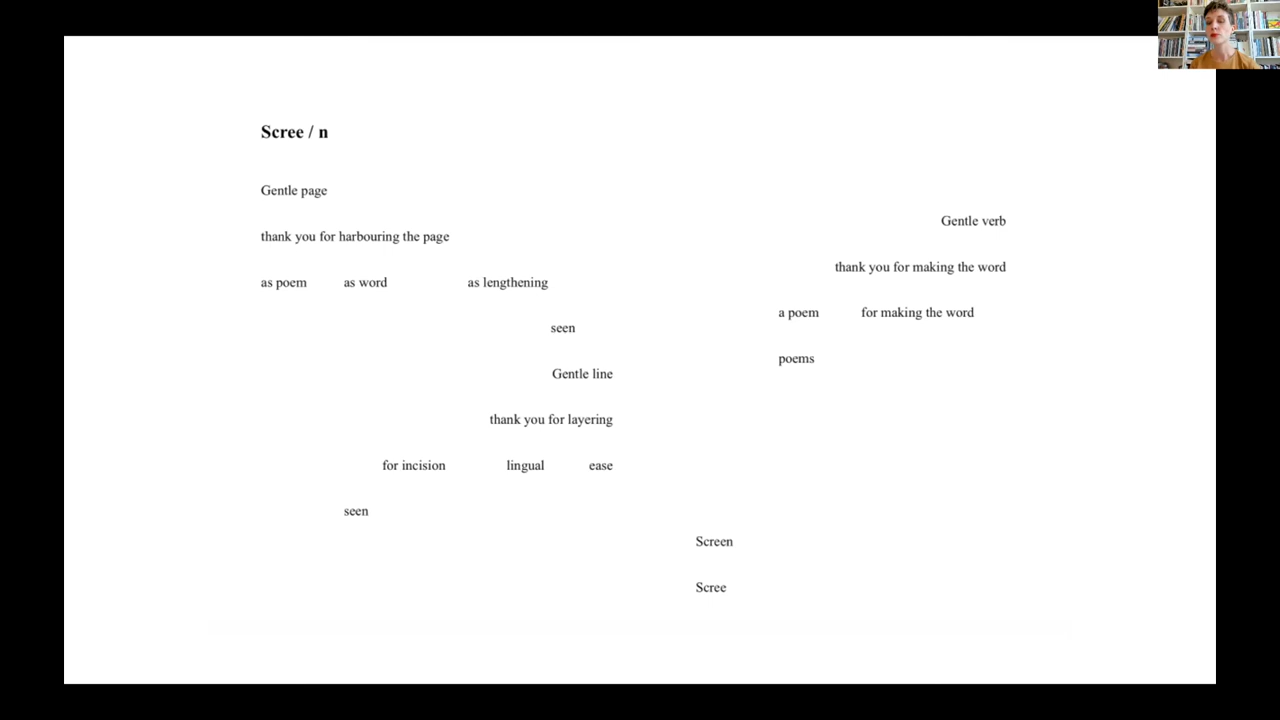 Scree / n
Gentle page
thank you for harbouring the page
as poem as word as lengthening
seen
Gentle line
thank you for layering
for incision lingual ease
seen
Gentle verb
thank you for making the word
a poem for making the word
poems
Screen
Scree